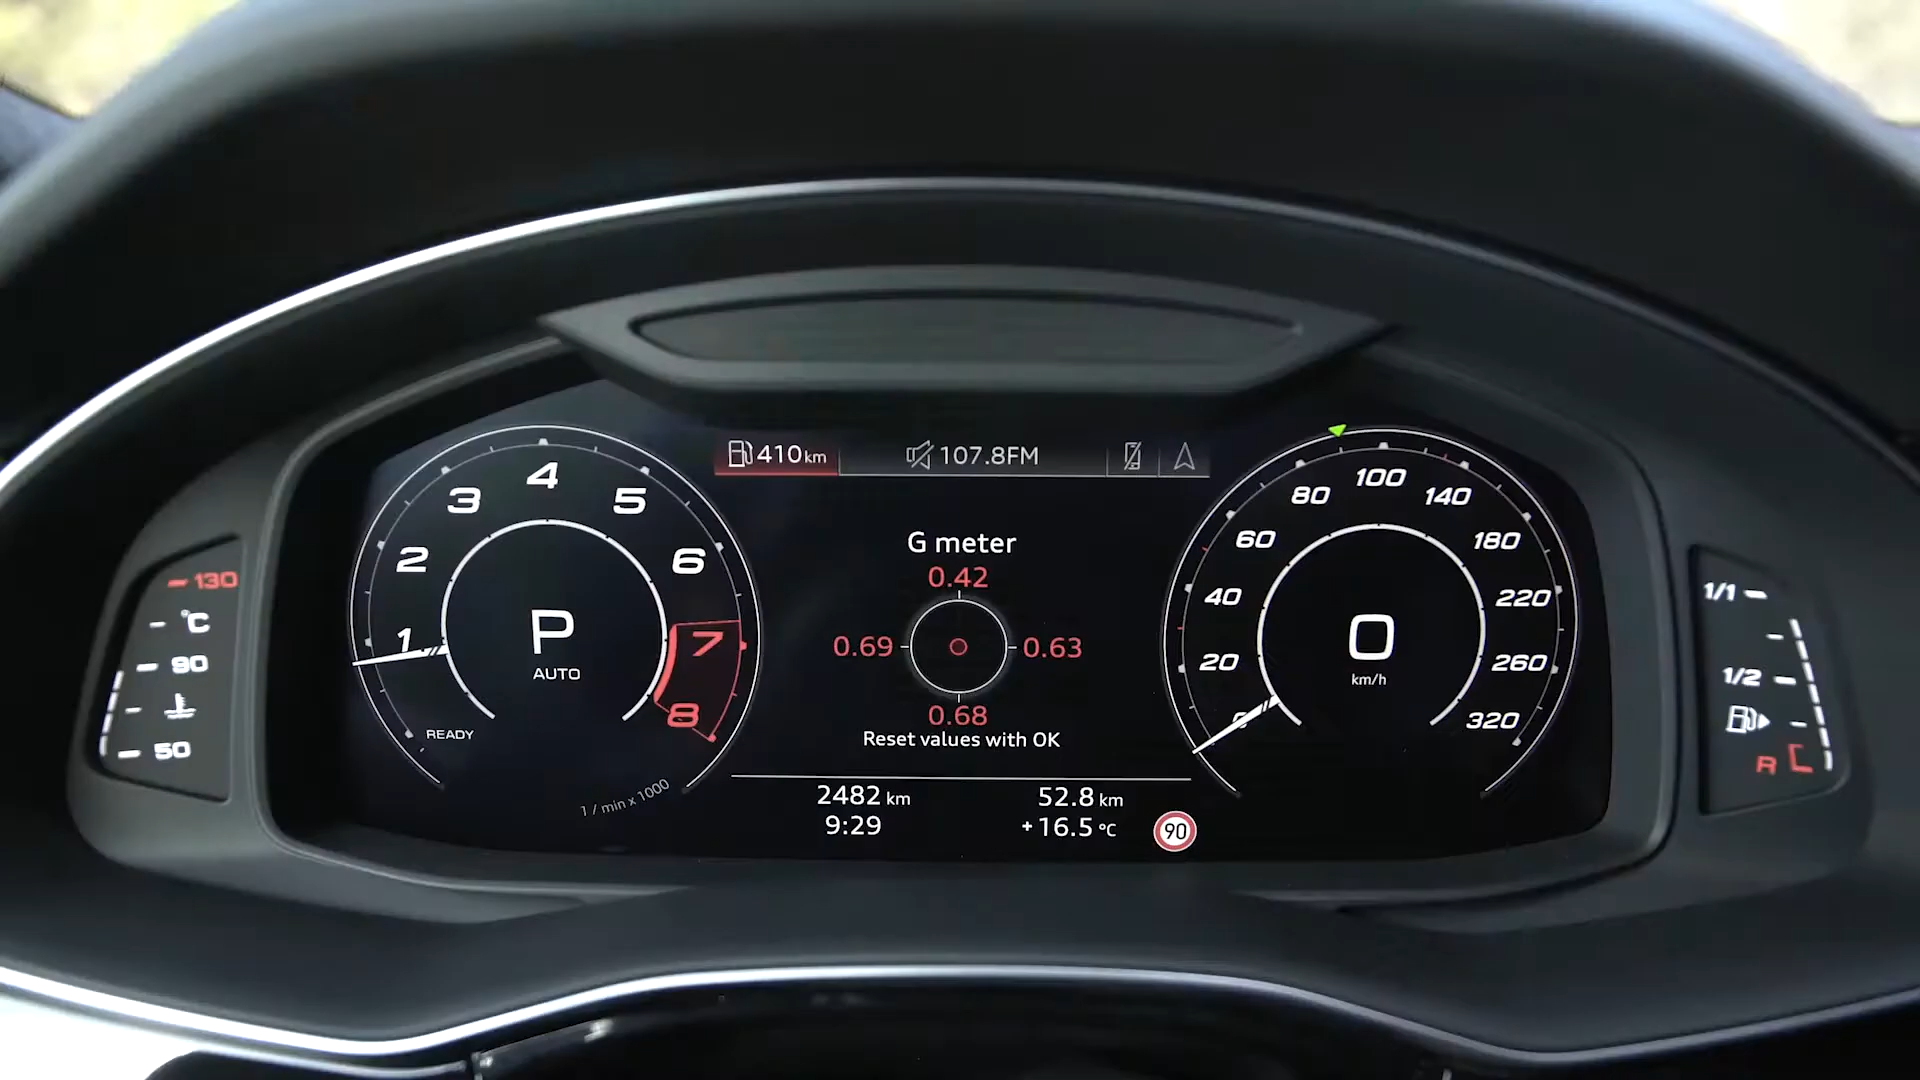 410 km
107.8FM
G meter
0.42
0.69
0.63
0.68
Reset values with OK
2482 km
52.8 km
9:29
+16.5 °C
90
1
2
3
4
5
6
7
8
P
AUTO
READY
1 / min x 1000
0
20
40
60
80
100
140
180
220
260
320
0
km/h
130
°C
90
50
1/1
1/2
R